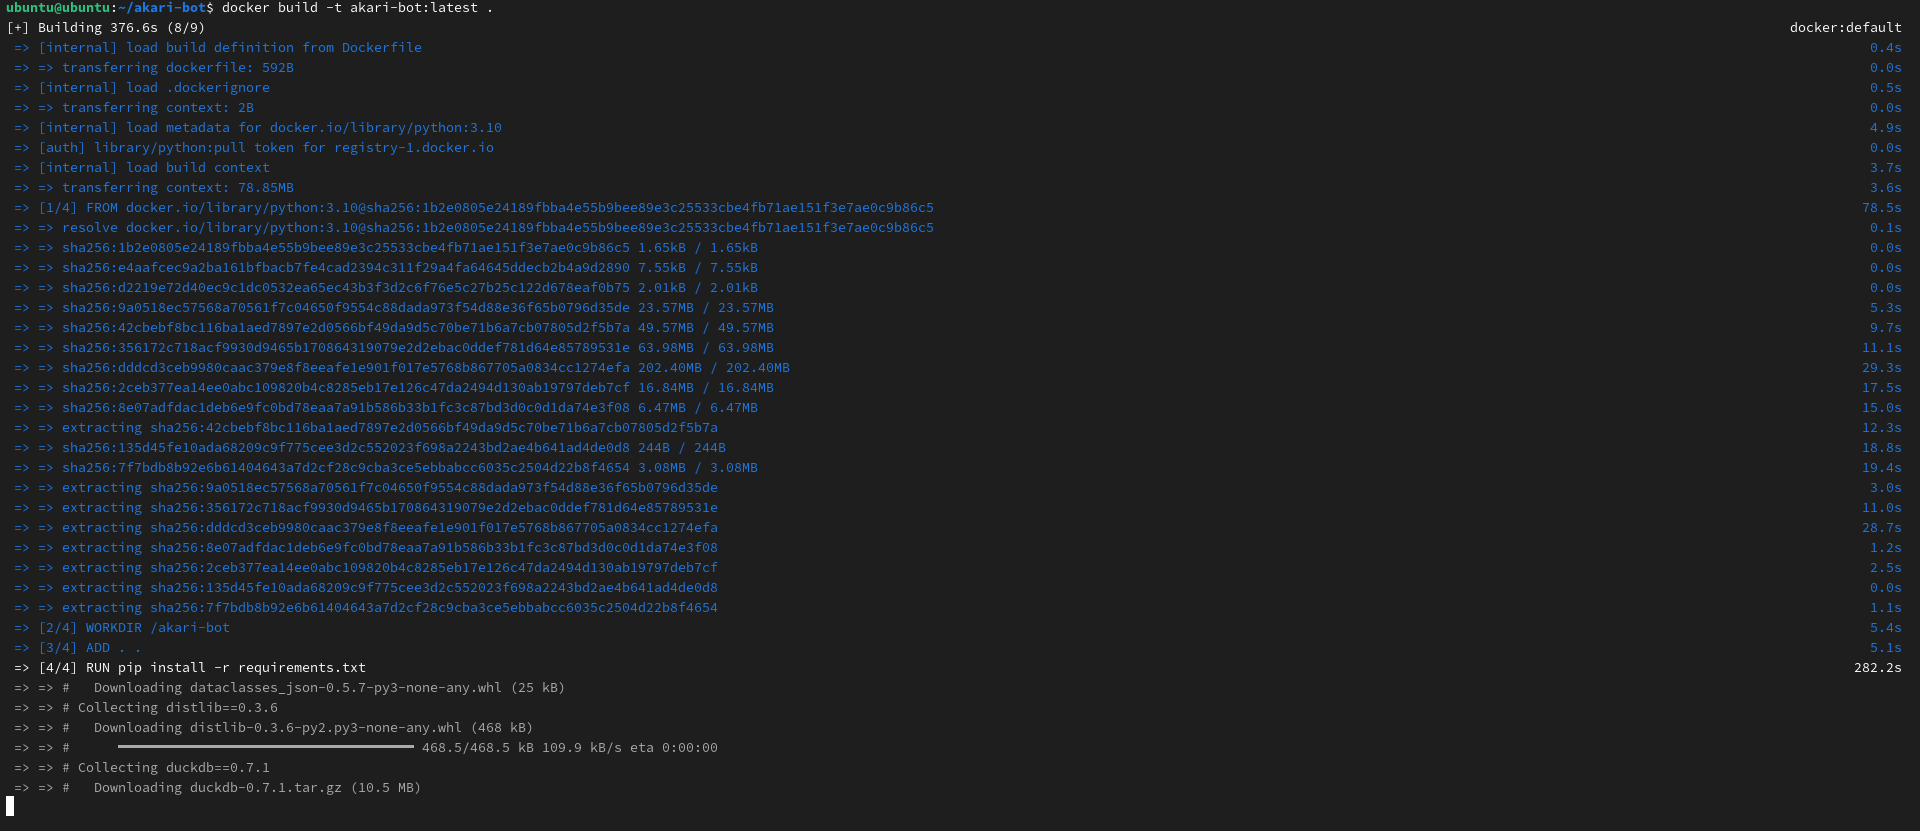 ubuntu@ubuntu:~/akari-bot$ docker build -t akari-bot:latest .
[+] Building 376.6s (8/9) docker:default
=> [internal] load build definition from Dockerfile 0.4s
=> => transferring dockerfile: 592B 0.0s
=> [internal] load .dockerignore 0.5s
=> => transferring context: 2B 0.0s
=> [internal] load metadata for docker.io/library/python:3.10 4.9s
=> [auth] library/python:pull token for registry-1.docker.io 0.0s
=> [internal] load build context 3.7s
=> => transferring context: 78.85MB 3.6s
=> [1/4] FROM docker.io/library/python:3.10@sha256:1b2e0805e24189fbba4e55b9bee89e3c25533cbe4fb71ae151f3e7ae0c9b86c5 78.5s
=> => resolve docker.io/library/python:3.10@sha256:1b2e0805e24189fbba4e55b9bee89e3c25533cbe4fb71ae151f3e7ae0c9b86c5 0.1s
=> => sha256:1b2e0805e24189fbba4e55b9bee89e3c25533cbe4fb71ae151f3e7ae0c9b86c5 1.65kB / 1.65kB 0.0s
=> => sha256:e4aafcec9a2ba161bfbacb7fe4cad2394c311f29a4fa64645ddecb2b4a9d2890 7.55kB / 7.55kB 0.0s
=> => sha256:d2219e72d40ec9c1dc0532ea65ec43b3f3d2c6f76e5c27b25c122d678eaf0b75 2.01kB / 2.01kB 0.0s
=> => sha256:9a0518ec57568a70561f7c04650f9554c88dada973f54d88e36f65b0796d35de 23.57MB / 23.57MB 5.3s
=> => sha256:42cbebf8bc116ba1aed7897e2d0566bf49da9d5c70be71b6a7cb07805d2f5b7a 49.57MB / 49.57MB 9.7s
=> => sha256:356172c718acf9930d9465b170864319079e2d2ebac0ddef781d64e85789531e 63.98MB / 63.98MB 11.1s
=> => sha256:dddcd3ceb9980caac379e8f8eeafe1e901f017e5768b867705a0834cc1274efa 202.40MB / 202.40MB 29.3s
=> => sha256:2ceb377ea14ee0abc109820b4c8285eb17e126c47da2494d130ab19797deb7cf 16.84MB / 16.84MB 17.5s
=> => sha256:8e07adfdac1deb6e9fc0bd78eaa7a91b586b33b1fc3c87bd3d0c0d1da74e3f08 6.47MB / 6.47MB 15.0s
=> => extracting sha256:42cbebf8bc116ba1aed7897e2d0566bf49da9d5c70be71b6a7cb07805d2f5b7a 12.3s
=> => sha256:135d45fe10ada68209c9f775cee3d2c552023f698a2243bd2ae4b641ad4de0d8 244B / 244B 18.8s
=> => sha256:7f7bdb8b92e6b61404643a7d2cf28c9cba3ce5ebbabcc6035c2504d22b8f4654 3.08MB / 3.08MB 19.4s
=> => extracting sha256:9a0518ec57568a70561f7c04650f9554c88dada973f54d88e36f65b0796d35de 3.0s
=> => extracting sha256:356172c718acf9930d9465b170864319079e2d2ebac0ddef781d64e85789531e 11.0s
=> => extracting sha256:dddcd3ceb9980caac379e8f8eeafe1e901f017e5768b867705a0834cc1274efa 28.7s
=> => extracting sha256:8e07adfdac1deb6e9fc0bd78eaa7a91b586b33b1fc3c87bd3d0c0d1da74e3f08 1.2s
=> => extracting sha256:2ceb377ea14ee0abc109820b4c8285eb17e126c47da2494d130ab19797deb7cf 2.5s
=> => extracting sha256:135d45fe10ada68209c9f775cee3d2c552023f698a2243bd2ae4b641ad4de0d8 0.0s
=> => extracting sha256:7f7bdb8b92e6b61404643a7d2cf28c9cba3ce5ebbabcc6035c2504d22b8f4654 1.1s
=> [2/4] WORKDIR /akari-bot 5.4s
=> [3/4] ADD . . 5.1s
=> [4/4] RUN pip install -r requirements.txt 282.2s
=> => #   Downloading dataclasses_json-0.5.7-py3-none-any.whl (25 kB)
=> => # Collecting distlib==0.3.6
=> => #   Downloading distlib-0.3.6-py2.py3-none-any.whl (468 kB)
=> => #      ━━━━━━━━━━━━━━━━━━━━━━━━━━━━━━━━━━━━━ 468.5/468.5 kB 109.9 kB/s eta 0:00:00
=> => # Collecting duckdb==0.7.1
=> => #   Downloading duckdb-0.7.1.tar.gz (10.5 MB)